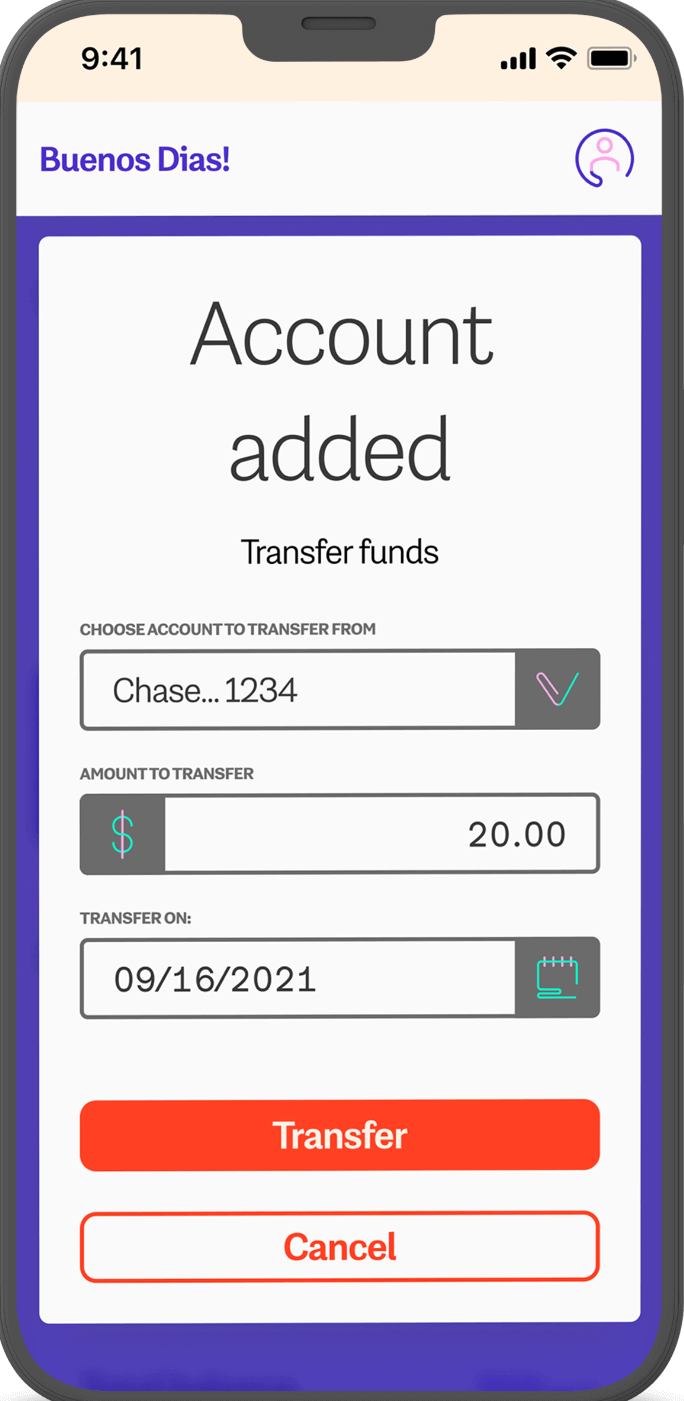 9:41
Buenos Dias!
Account
added
Transfer funds
CHOOSE ACCOUNT TO TRANSFER FROM
Chase... 1234
AMOUNT TO TRANSFER
$ 20.00
TRANSFER ON:
09/16/2021
Transfer
Cancel